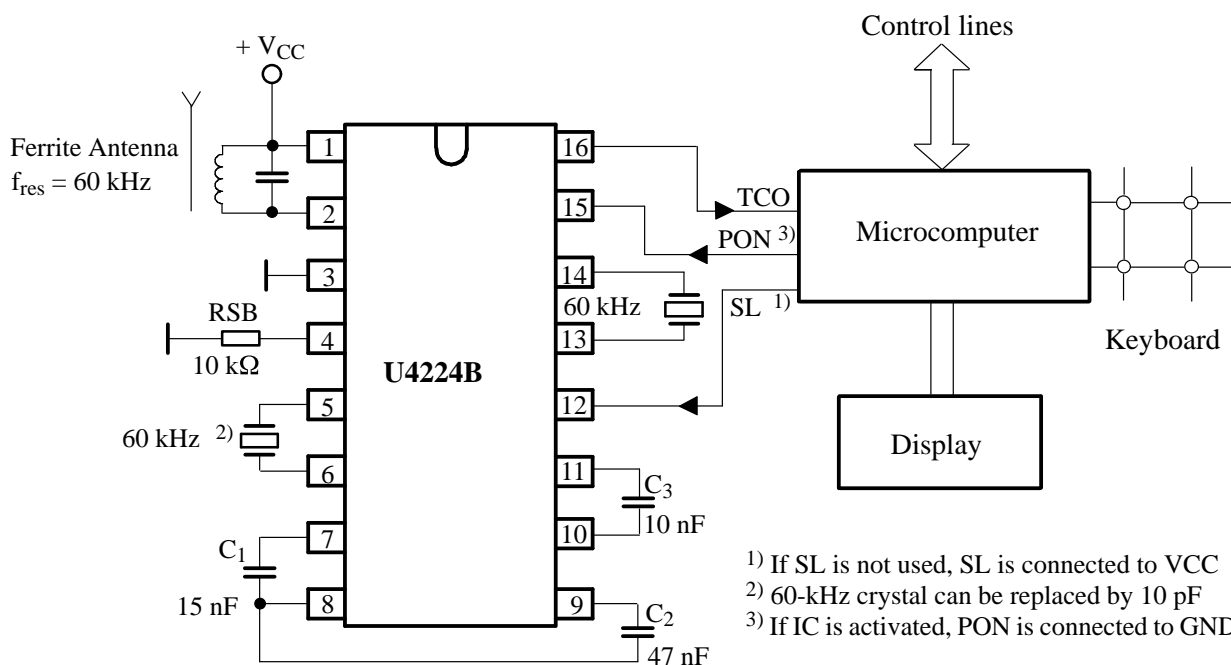 Control lines
+ VCC
Ferrite Antenna
fres = 60 kHz
1
16
TCO
2
15
PON 3)
Microcomputer
3
14
60 kHz
SL 1)
RSB
4
13
10 kΩ
Keyboard
U4224B
5
12
60 kHz 2)
Display
6
11
C3
10 nF
7
10
C1
15 nF
8
9
C2
47 nF
1) If SL is not used, SL is connected to VCC
2) 60-kHz crystal can be replaced by 10 pF
3) If IC is activated, PON is connected to GND